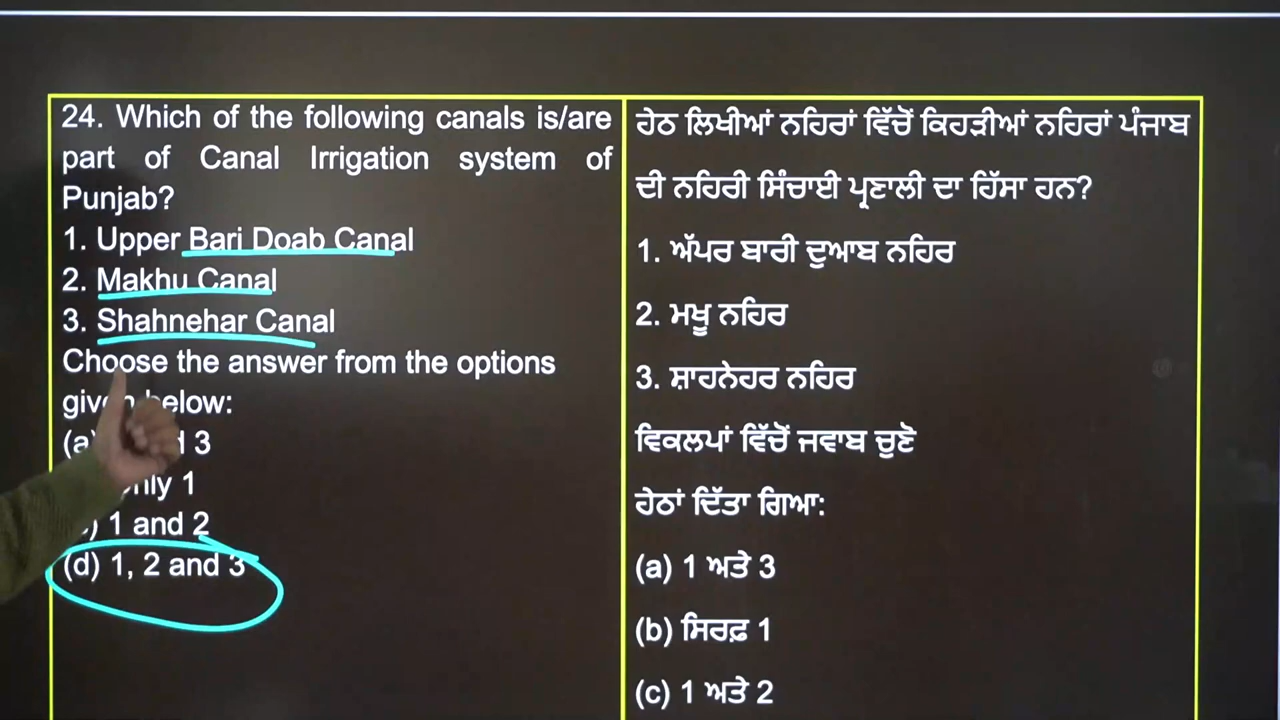 24. Which of the following canals is/are
part of Canal Irrigation system of
Punjab?
1. Upper Bari Doab Canal
2. Makhu Canal
3. Shahnehar Canal
Choose the answer from the options
given below:
3
1
) 1 and 2
(d) 1, 2 and 3
ਹੇਠ ਲਿਖੀਆਂ ਨਹਿਰਾਂ ਵਿੱਚੋਂ ਕਿਹੜੀਆਂ ਨਹਿਰਾਂ ਪੰਜਾਬ
ਦੀ ਨਹਿਰੀ ਸਿੰਚਾਈ ਪ੍ਰਣਾਲੀ ਦਾ ਹਿੱਸਾ ਹਨ?
1. ਅੱਪਰ ਬਾਰੀ ਦੁਆਬ ਨਹਿਰ
2. ਮਖੂ ਨਹਿਰ
3. ਸ਼ਾਹਨੇਹਰ ਨਹਿਰ
ਵਿਕਲਪਾਂ ਵਿੱਚੋਂ ਜਵਾਬ ਚੁਣੋ
ਹੇਠਾਂ ਦਿੱਤਾ ਗਿਆ:
(a) 1 ਅਤੇ 3
(b) ਸਿਰਫ਼ 1
(c) 1 ਅਤੇ 2